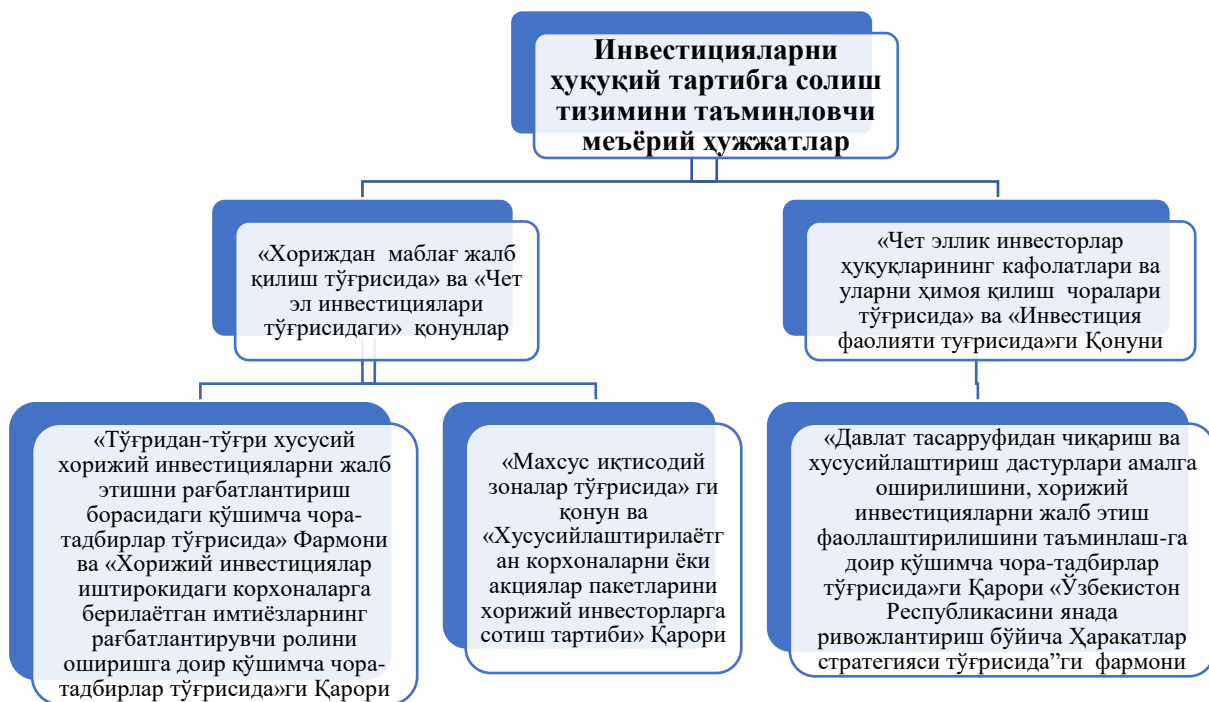 Инвестицияларни
ҳуқуқий тартибга солиш
тизимини таъминловчи
меъёрий ҳужжатлар
«Хориждан маблағ жалб
қилиш тўғрисида» ва «Чет
эл инвестициялари
тўғрисидаги» қонунлар
«Чет эллик инвесторлар
ҳуқуқларининг кафолатлари ва
уларни ҳимоя қилиш чоралари
тўғрисида» ва «Инвестиция
фаолияти туғрисида»ги Қонуни
«Тўғридан-тўғри хусусий
хорижий инвестицияларни жалб
этишни рағбатлантириш
борасидаги қўшимча чора-
тадбирлар тўғрисида» Фармони
ва «Хорижий инвестициялар
иштирокидаги корхоналарга
берилаётган имтиёзларнинг
рағбатлантирувчи ролини
оширишга доир қўшимча чора-
тадбирлар тўғрисида»ги Қарори
«Махсус иқтисодий
зоналар тўғрисида» ги
қонун ва
«Хусусийлаштирилаётг
ан корхоналарни ёки
акциялар пакетларини
хорижий инвесторларга
сотиш тартиби» Қарори
«Давлат тасарруфидан чиқариш ва
хусусийлаштириш дастурлари амалга
оширилишини, хорижий
инвестицияларни жалб этиш
фаоллаштирилишини таъминлаш-га
доир қўшимча чора-тадбирлар
тўғрисида»ги Қарори «Ўзбекистон
Республикасини янада
ривожлантириш бўйича Ҳаракатлар
стратегияси тўғрисида”ги фармони